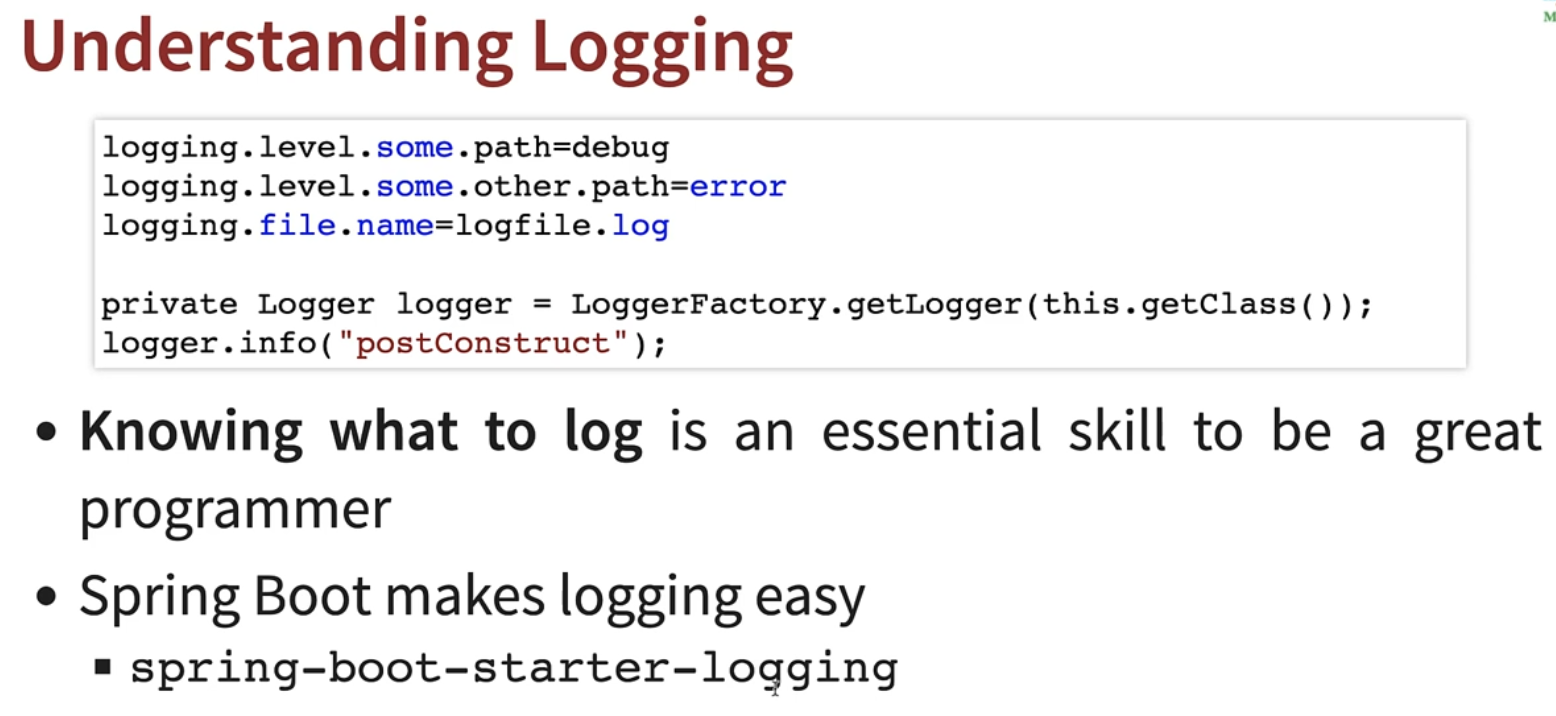 Understanding Logging
M
logging.level.some.path=debug
logging.level.some.other.path=error
logging.file.name=logfile.log
private Logger logger = LoggerFactory.getLogger(this.getClass());
logger.info("postConstruct");
• Knowing what to log is an essential skill to be a great
programmer
• Spring Boot makes logging easy
▪ spring-boot-starter-logging